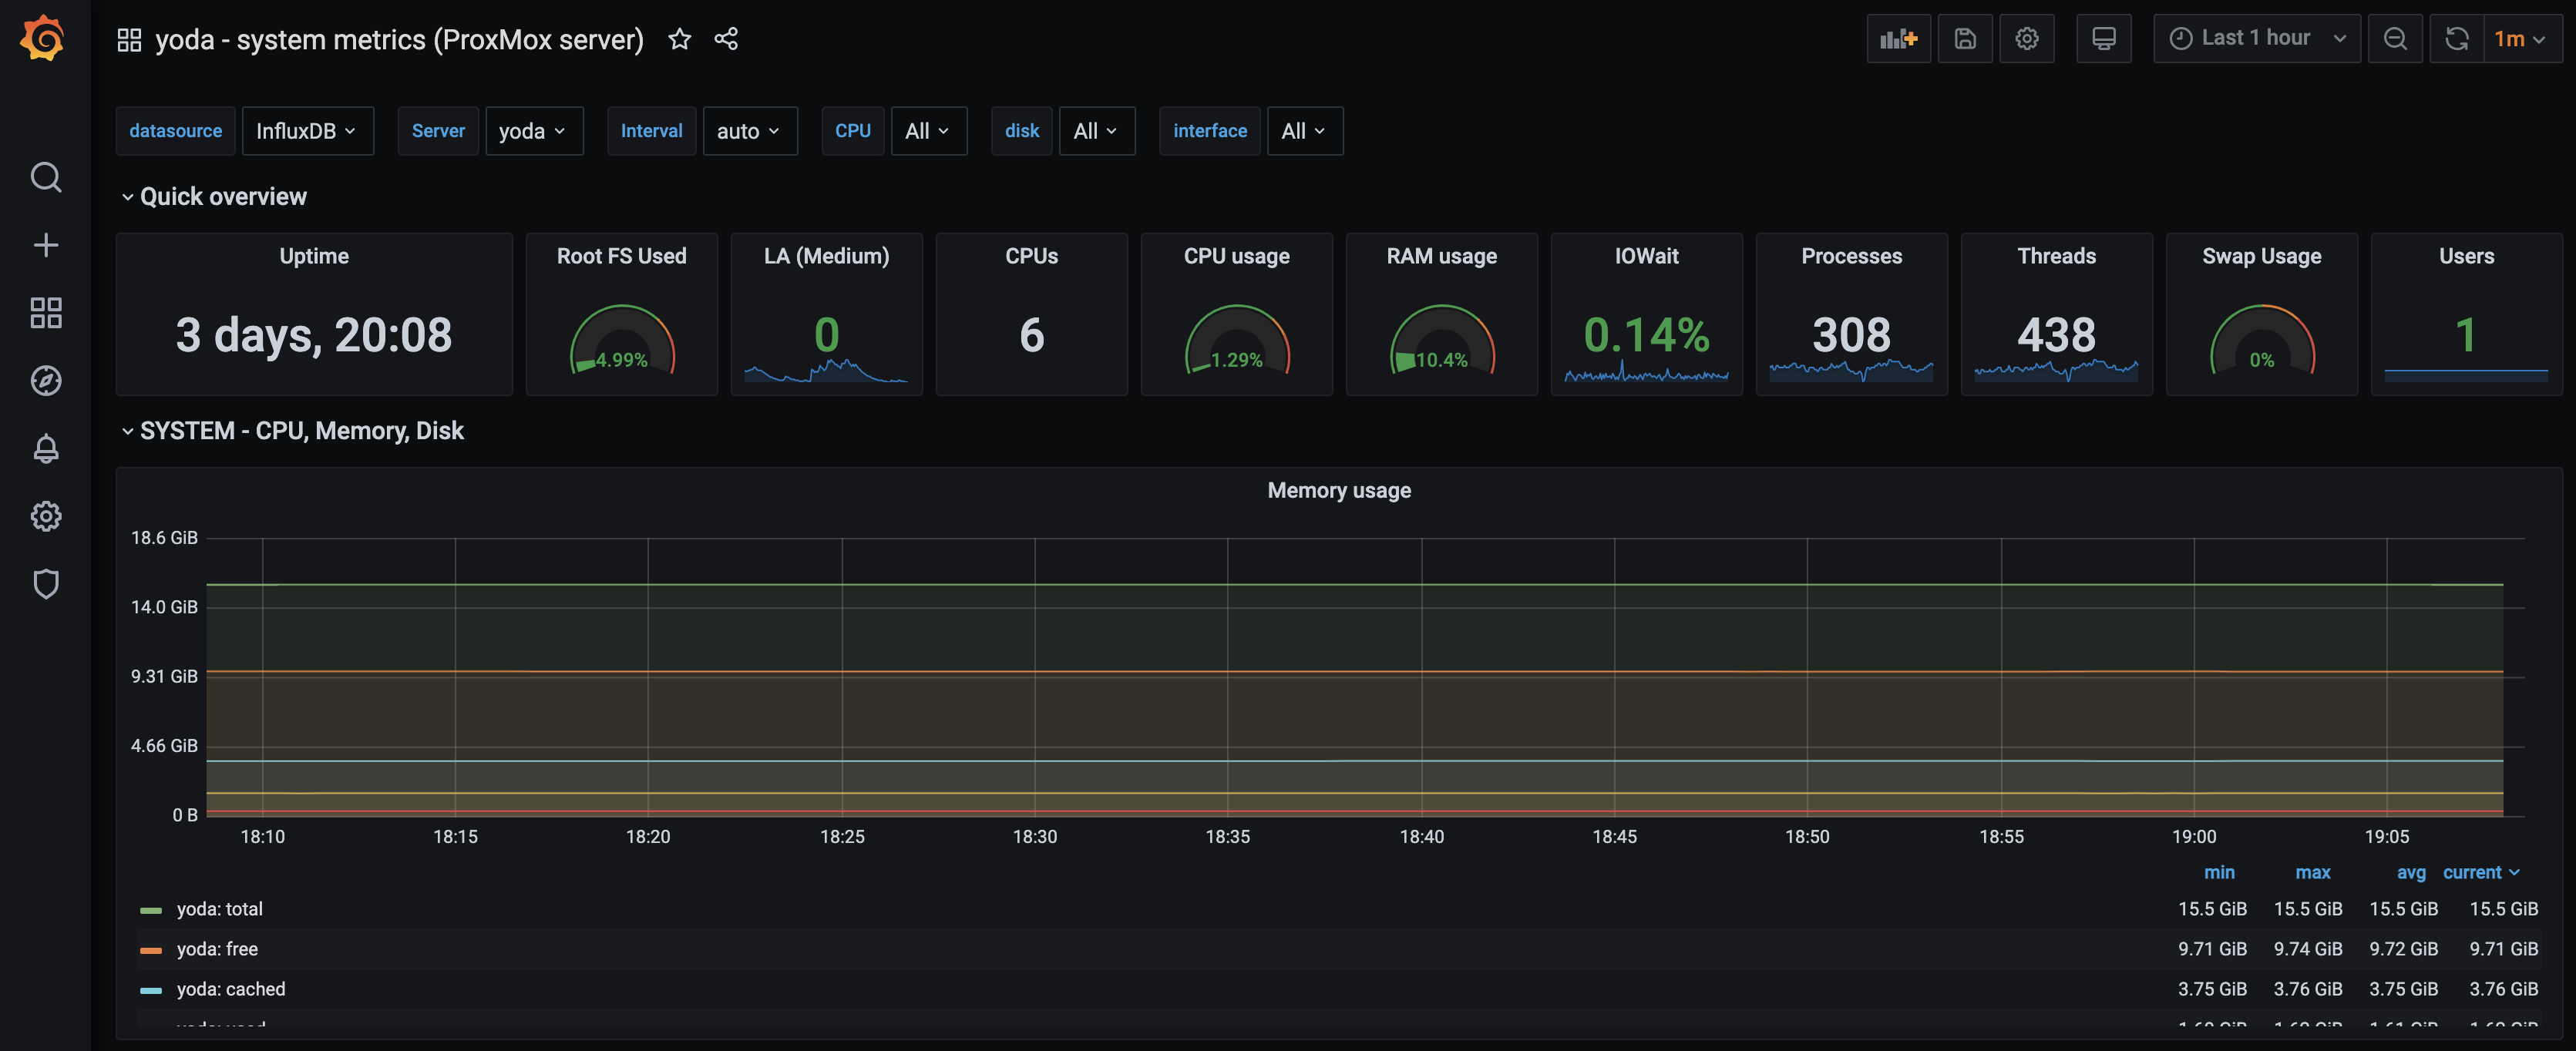 yoda - system metrics (ProxMox server)
Last 1 hour
1m
datasource InfluxDB Server yoda Interval auto CPU All disk All interface All
Quick overview
Uptime
3 days, 20:08
Root FS Used
4.99%
LA (Medium)
0
CPUs
6
CPU usage
1.29%
RAM usage
10.4%
IOWait
0.14%
Processes
308
Threads
438
Swap Usage
0%
Users
1
SYSTEM - CPU, Memory, Disk
Memory usage
18.6 GiB
14.0 GiB
9.31 GiB
4.66 GiB
0 B
18:10 18:15 18:20 18:25 18:30 18:35 18:40 18:45 18:50 18:55 19:00 19:05
min max avg current
yoda: total 15.5 GiB 15.5 GiB 15.5 GiB 15.5 GiB
yoda: free 9.71 GiB 9.74 GiB 9.72 GiB 9.71 GiB
yoda: cached 3.75 GiB 3.76 GiB 3.75 GiB 3.76 GiB